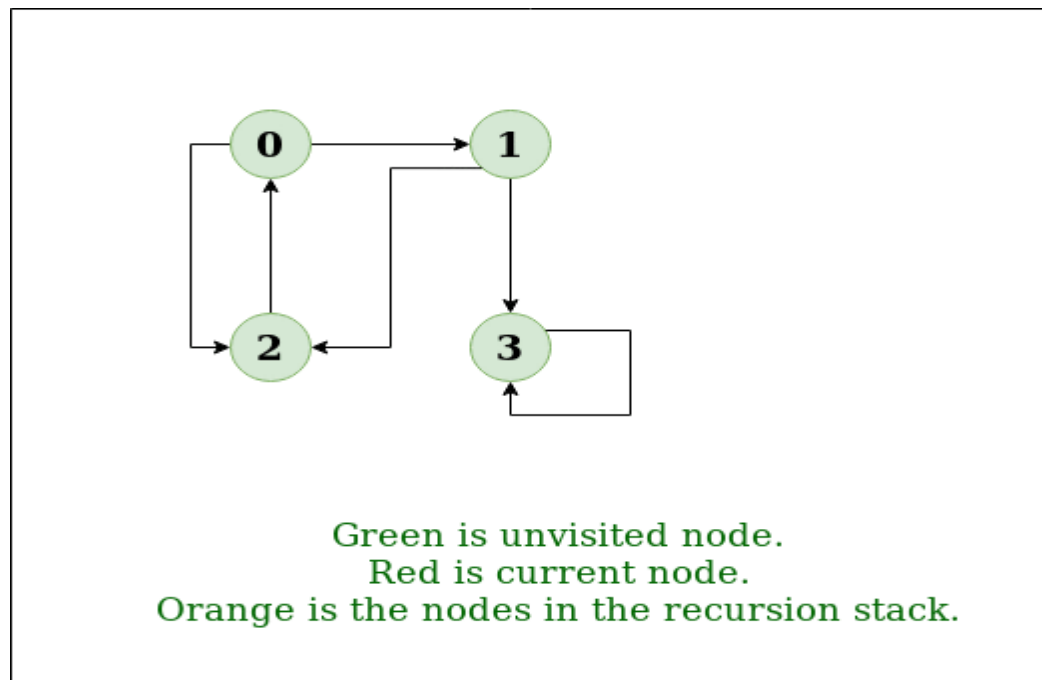 0 1
2 3
Green is unvisited node.
Red is current node.
Orange is the nodes in the recursion stack.